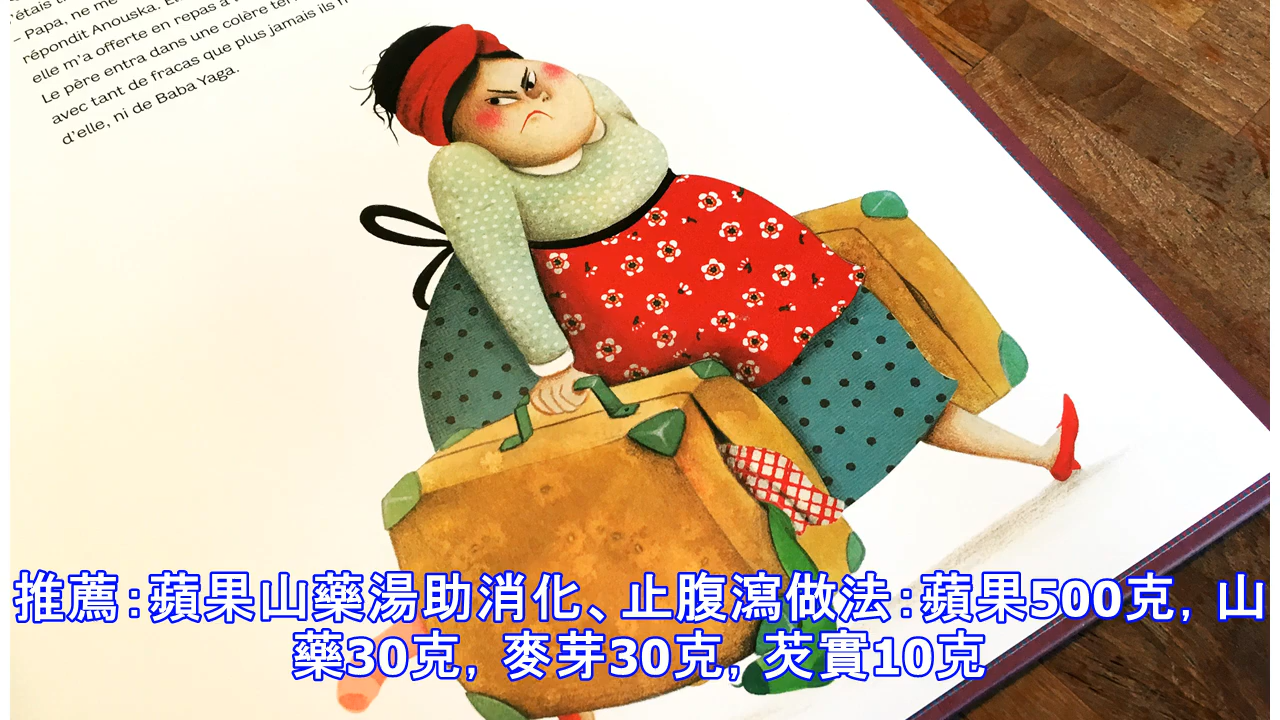 – Papa, ne me
répondit Anouska. 
elle m'a offerte en repas à
Le père entra dans une colère
avec tant de fracas que plus jamais ils
d'elle, ni de Baba Yaga.
推薦:蘋果山藥湯助消化、止腹瀉做法:蘋果500克, 山
藥30克, 麥芽30克, 芡實10克